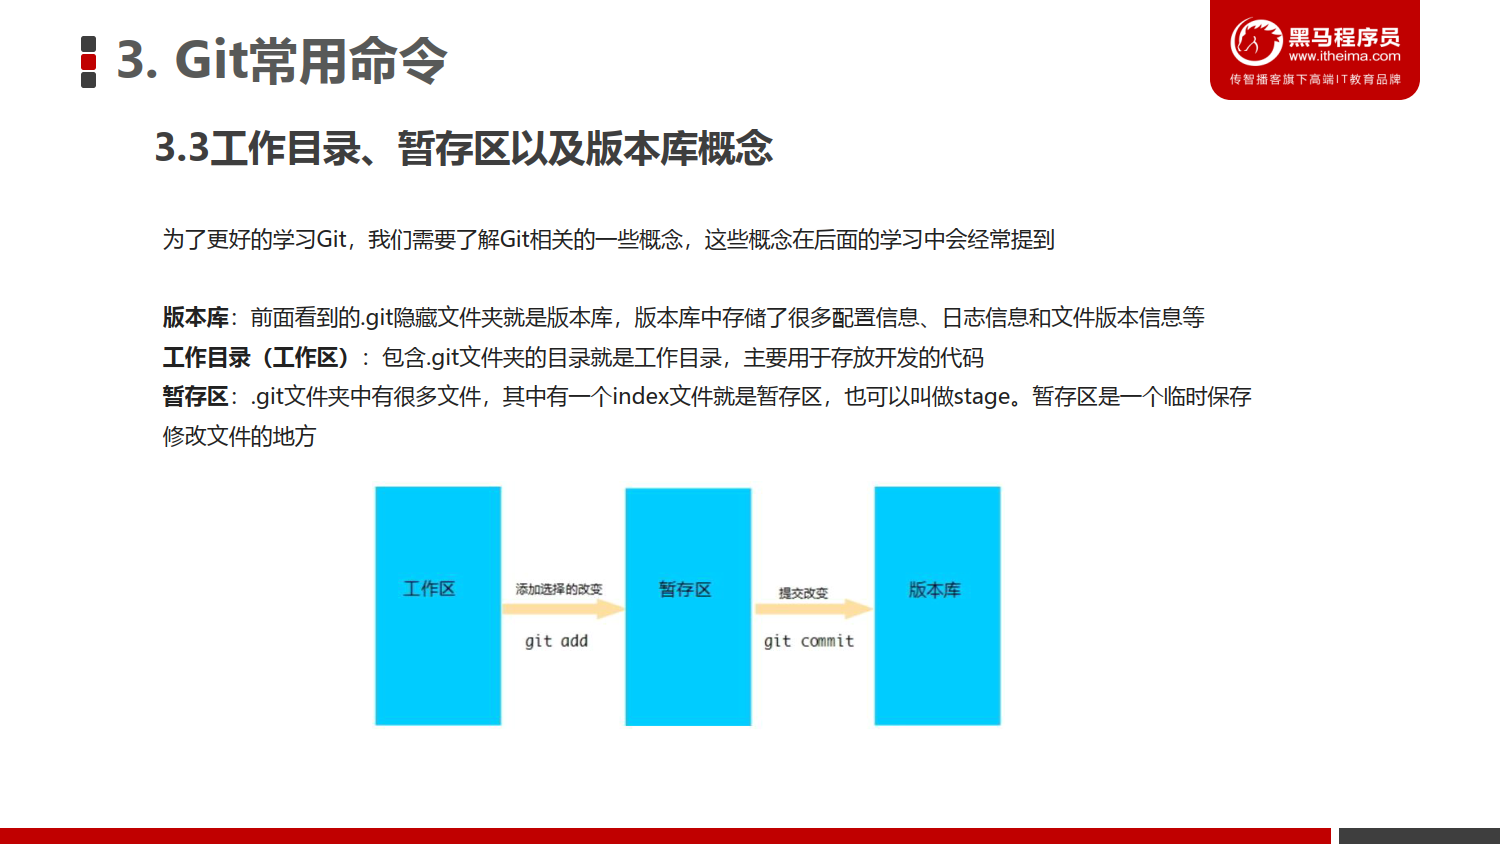 3. Git常用命令
黑马程序员
www.itheima.com
传智播客旗下高端IT教育品牌
3.3工作目录、暂存区以及版本库概念
为了更好的学习Git，我们需要了解Git相关的一些概念，这些概念在后面的学习中会经常提到
版本库：前面看到的.git隐藏文件夹就是版本库，版本库中存储了很多配置信息、日志信息和文件版本信息等
工作目录（工作区）：包含.git文件夹的目录就是工作目录，主要用于存放开发的代码
暂存区：.git文件夹中有很多文件，其中有一个index文件就是暂存区，也可以叫做stage。暂存区是一个临时保存
修改文件的地方
工作区
添加选择的改变
git add
暂存区
提交改变
git commit
版本库